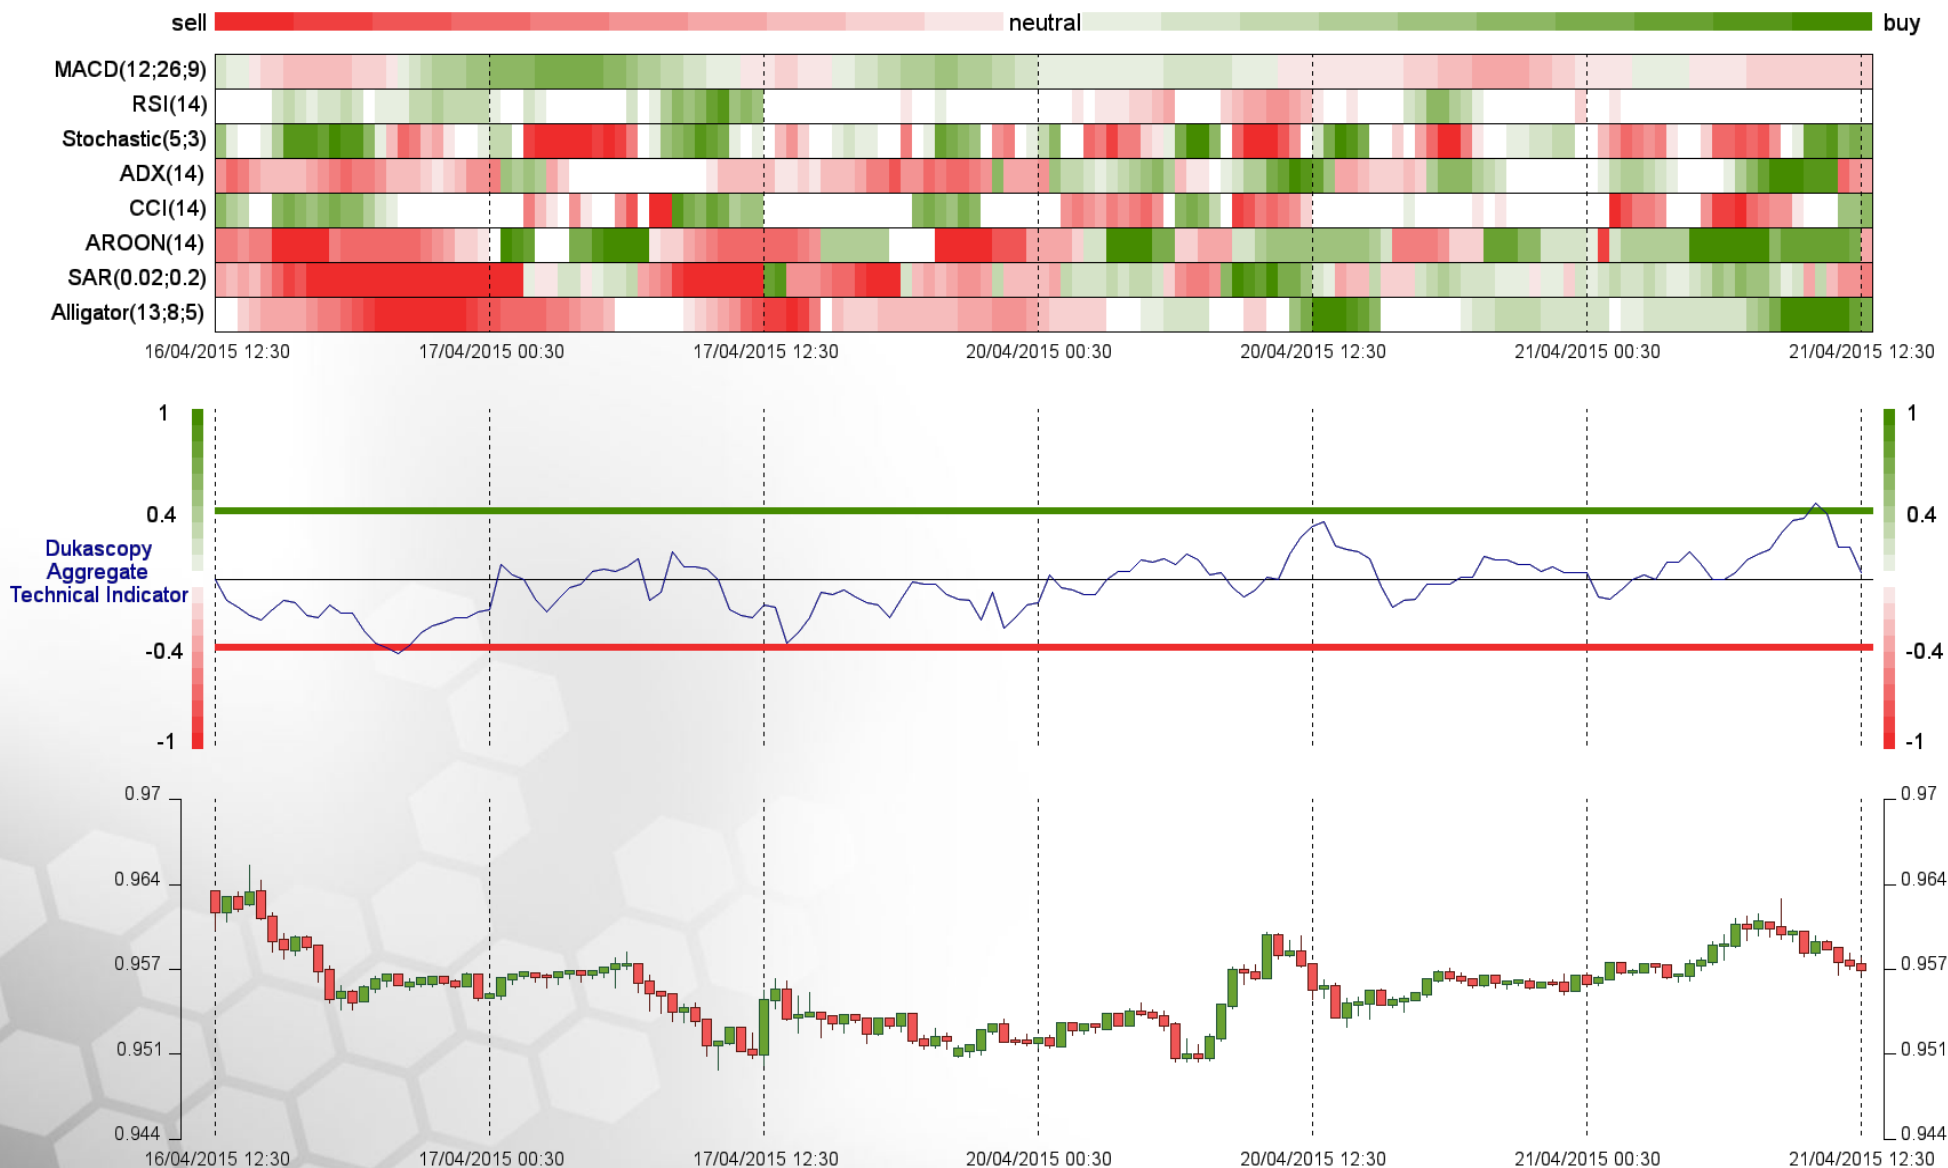 sell neutral buy
MACD(12;26;9)
RSI(14)
Stochastic(5;3)
ADX(14)
CCI(14)
AROON(14)
SAR(0.02;0.2)
Alligator(13;8;5)
16/04/2015 12:30 17/04/2015 00:30 17/04/2015 12:30 20/04/2015 00:30 20/04/2015 12:30 21/04/2015 00:30 21/04/2015 12:30
1 1
0.4 0.4
Dukascopy
Aggregate
Technical Indicator
-0.4 -0.4
-1 -1
0.97 0.97
0.964 0.964
0.957 0.957
0.951 0.951
0.944 0.944
16/04/2015 12:30 17/04/2015 00:30 17/04/2015 12:30 20/04/2015 00:30 20/04/2015 12:30 21/04/2015 00:30 21/04/2015 12:30